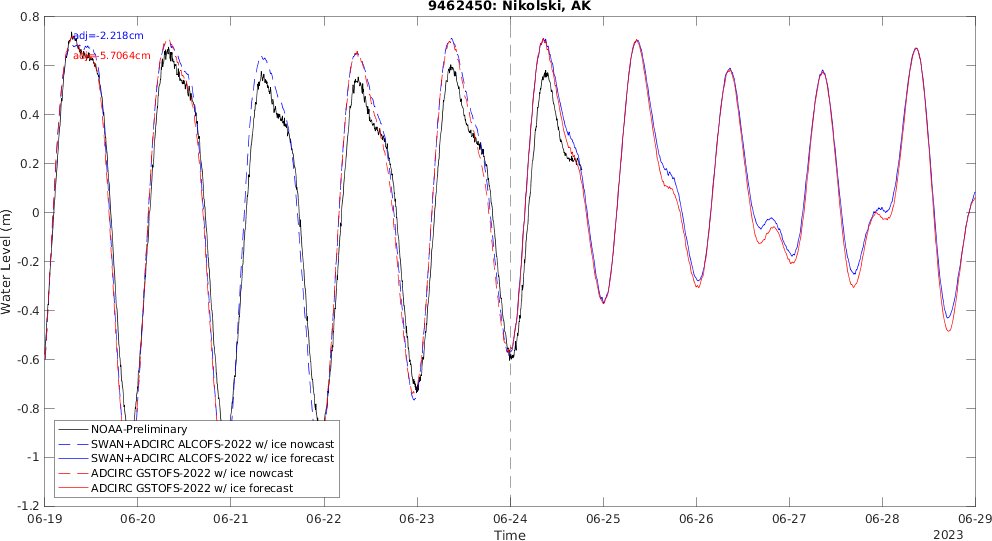 9462450: Nikolski, AK
0.8
adj=-2.218cm
adj=-5.7064cm
0.6
0.4
0.2
0
-0.2
-0.4
-0.6
-0.8
-1
-1.2
Water Level (m)
NOAA-Preliminary
SWAN+ADCIRC ALCOFS-2022 w/ ice nowcast
SWAN+ADCIRC ALCOFS-2022 w/ ice forecast
ADCIRC GSTOFS-2022 w/ ice nowcast
ADCIRC GSTOFS-2022 w/ ice forecast
06-19 06-20 06-21 06-22 06-23 06-24 06-25 06-26 06-27 06-28 06-29
Time
2023